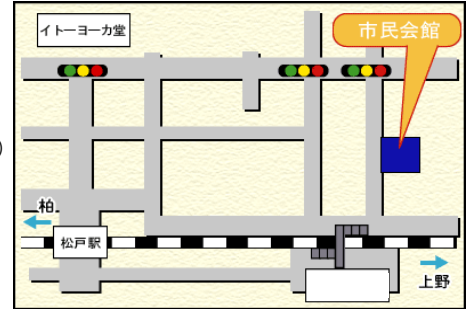 イトーヨーカ堂
市民会館
柏
松戸駅
上野